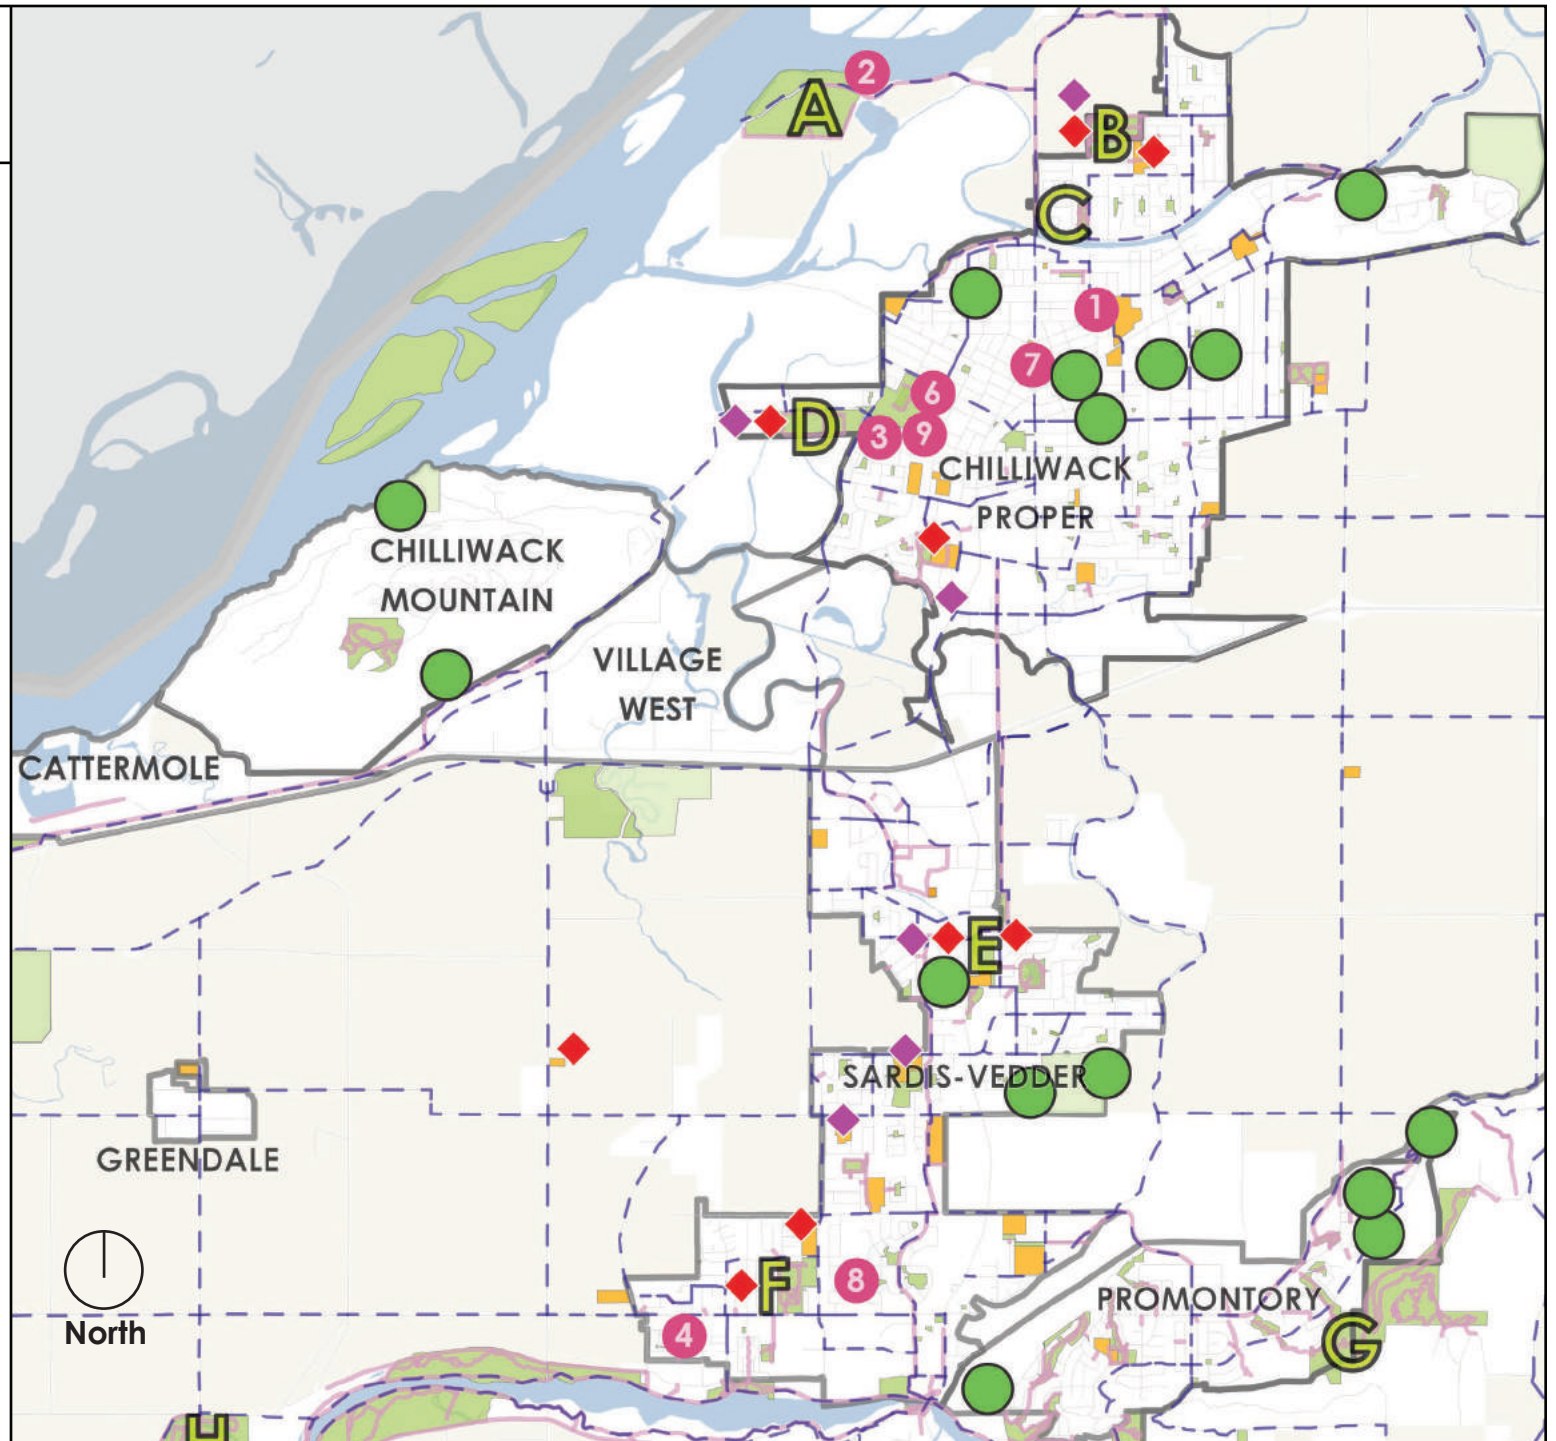 2
A
B
C
1
7
6
D
3
9
CHILLIWACK
PROPER
CHILLIWACK
MOUNTAIN
VILLAGE
WEST
CATTERMOLE
E
SARDIS-VEDDER
GREENDALE
F
8
PROMONTORY
North
4
G
H